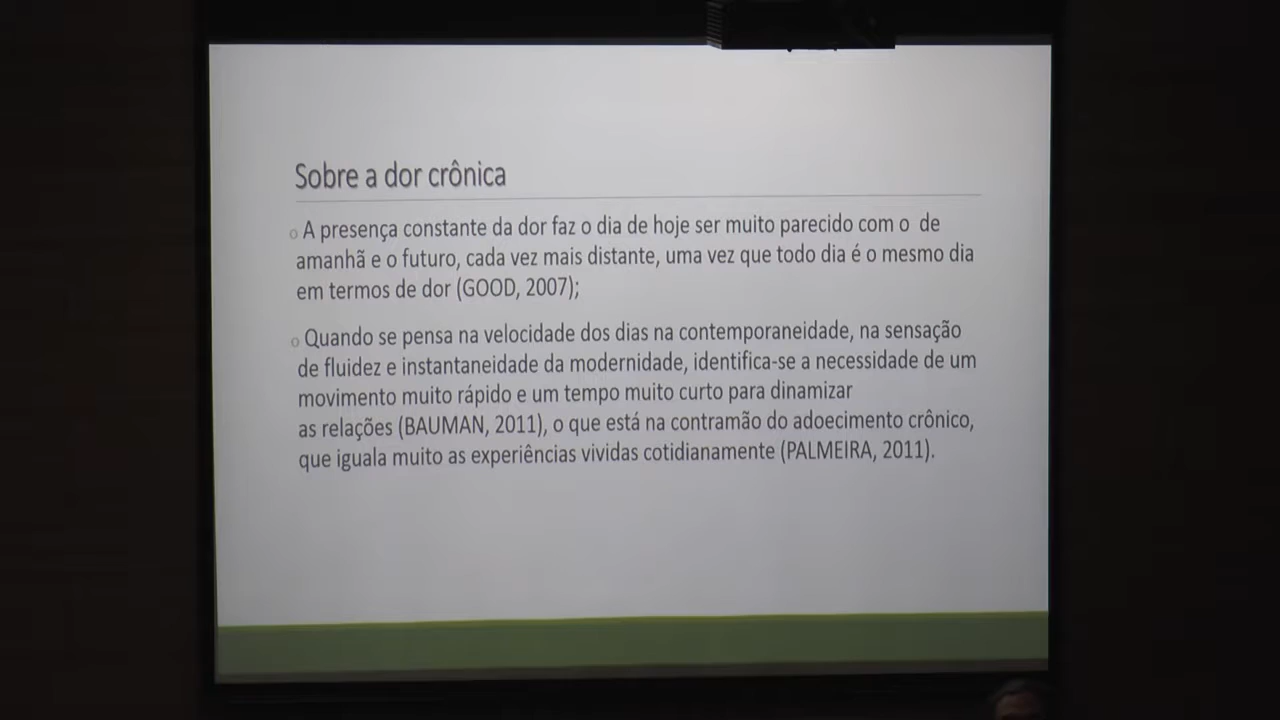 Sobre a dor crônica
o A presença constante da dor faz o dia de hoje ser muito parecido com o de
amanhã e o futuro, cada vez mais distante, uma vez que todo dia é o mesmo dia
em termos de dor (GOOD, 2007);
o Quando se pensa na velocidade dos dias na contemporaneidade, na sensação
de fluidez e instantaneidade da modernidade, identifica-se a necessidade de um
movimento muito rápido e um tempo muito curto para dinamizar
as relações (BAUMAN, 2011), o que está na contramão do adoecimento crônico,
que iguala muito as experiências vividas cotidianamente (PALMEIRA, 2011).